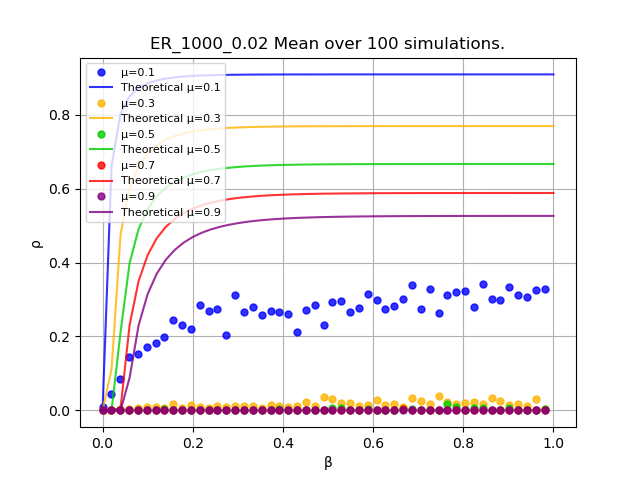 ER_1000_0.02 Mean over 100 simulations.
μ=0.1
Theoretical μ=0.1
μ=0.3
Theoretical μ=0.3
μ=0.5
Theoretical μ=0.5
μ=0.7
Theoretical μ=0.7
μ=0.9
Theoretical μ=0.9
ρ
0.8
0.6
0.4
0.2
0.0
0.0 0.2 0.4 0.6 0.8 1.0
β